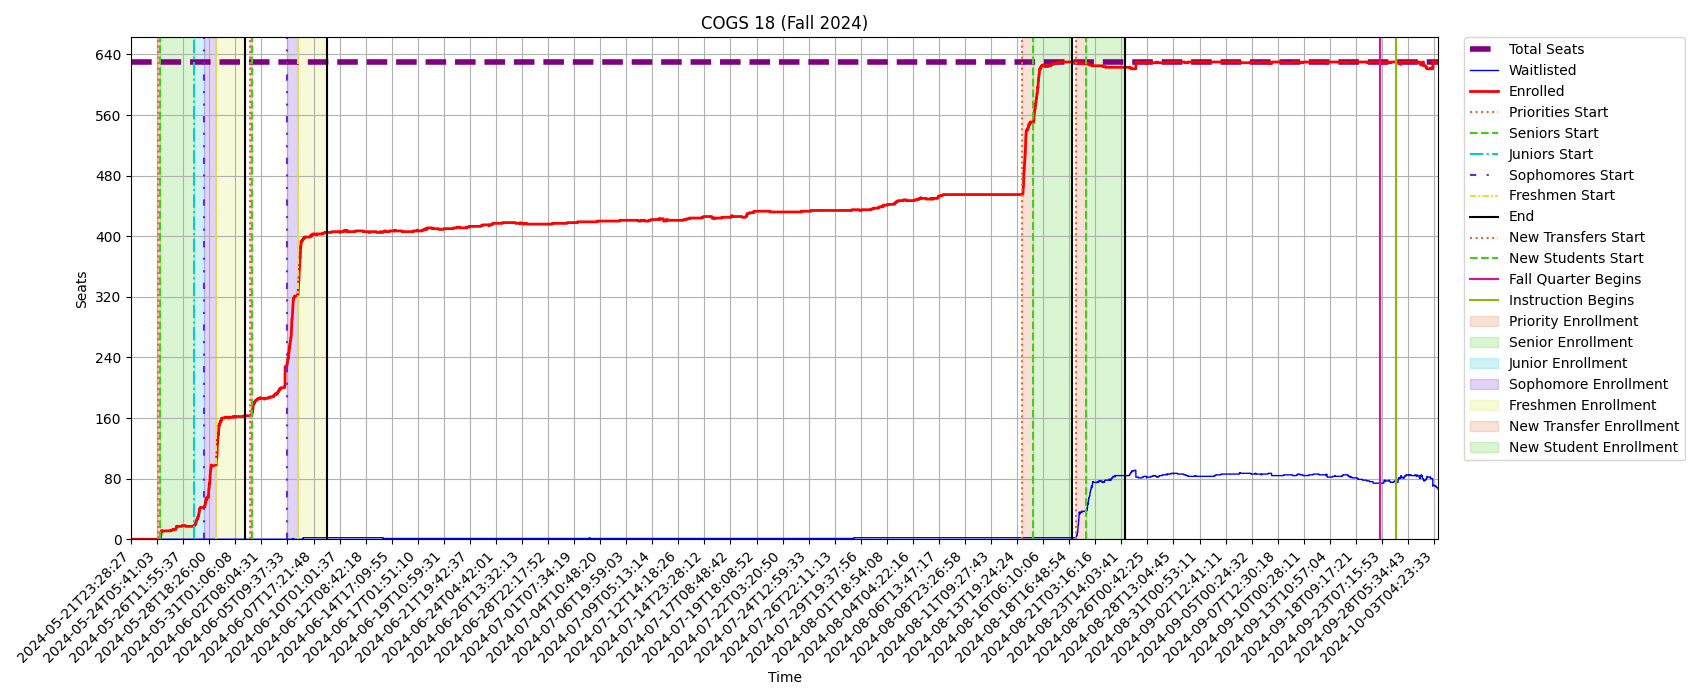 COGS 18 (Fall 2024)
Seats
640
560
480
400
320
240
160
80
0
2024-05-21T23:28:27
2024-05-24T05:41:03
2024-05-26T11:55:37
2024-05-28T18:26:00
2024-05-31T01:06:08
2024-06-02T08:04:31
2024-06-05T09:37:33
2024-06-07T17:21:48
2024-06-10T01:01:37
2024-06-12T08:42:18
2024-06-14T17:09:55
2024-06-17T01:51:10
2024-06-19T10:59:31
2024-06-21T19:42:37
2024-06-24T04:42:01
2024-06-26T13:32:13
2024-06-28T22:17:52
2024-07-01T07:34:19
2024-07-04T10:48:20
2024-07-06T19:59:03
2024-07-09T05:13:14
2024-07-12T14:18:26
2024-07-14T23:28:12
2024-07-17T08:48:42
2024-07-19T18:08:52
2024-07-22T03:20:50
2024-07-24T12:59:33
2024-07-26T22:11:13
2024-07-29T19:37:56
2024-08-01T18:54:08
2024-08-04T04:22:16
2024-08-06T13:47:17
2024-08-08T23:26:58
2024-08-11T09:27:43
2024-08-13T19:24:24
2024-08-16T06:10:06
2024-08-18T16:48:54
2024-08-21T03:16:16
2024-08-23T14:03:41
2024-08-26T00:42:25
2024-08-28T13:04:45
2024-08-31T00:53:11
2024-09-02T12:41:11
2024-09-05T00:24:32
2024-09-07T12:30:18
2024-09-10T00:28:11
2024-09-13T10:57:04
2024-09-18T09:17:21
2024-09-23T07:15:53
2024-09-28T05:34:43
2024-10-03T04:23:33
Time
Total Seats
Waitlisted
Enrolled
Priorities Start
Seniors Start
Juniors Start
Sophomores Start
Freshmen Start
End
New Transfers Start
New Students Start
Fall Quarter Begins
Instruction Begins
Priority Enrollment
Senior Enrollment
Junior Enrollment
Sophomore Enrollment
Freshmen Enrollment
New Transfer Enrollment
New Student Enrollment